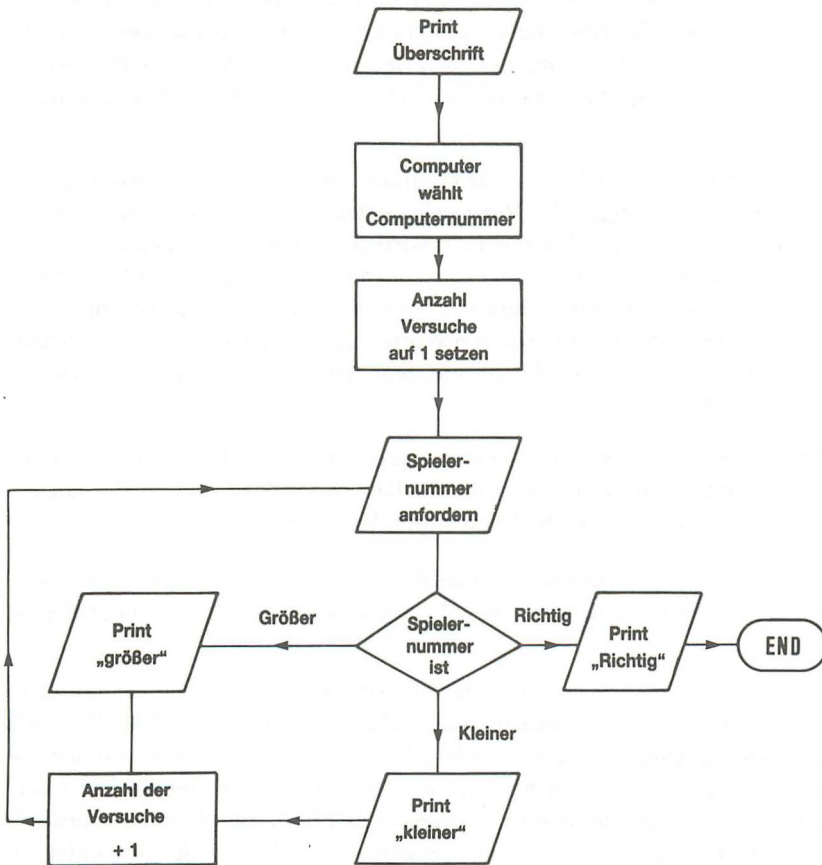 Print
Überschrift
Computer
wählt
Computernummer
Anzahl
Versuche
auf 1 setzen
Spieler-
nummer
anfordern
Größer
Spieler-
nummer
ist
Richtig
Print
„größer“
Print
„Richtig“
END
Kleiner
Anzahl der
Versuche
+ 1
Print
„kleiner“